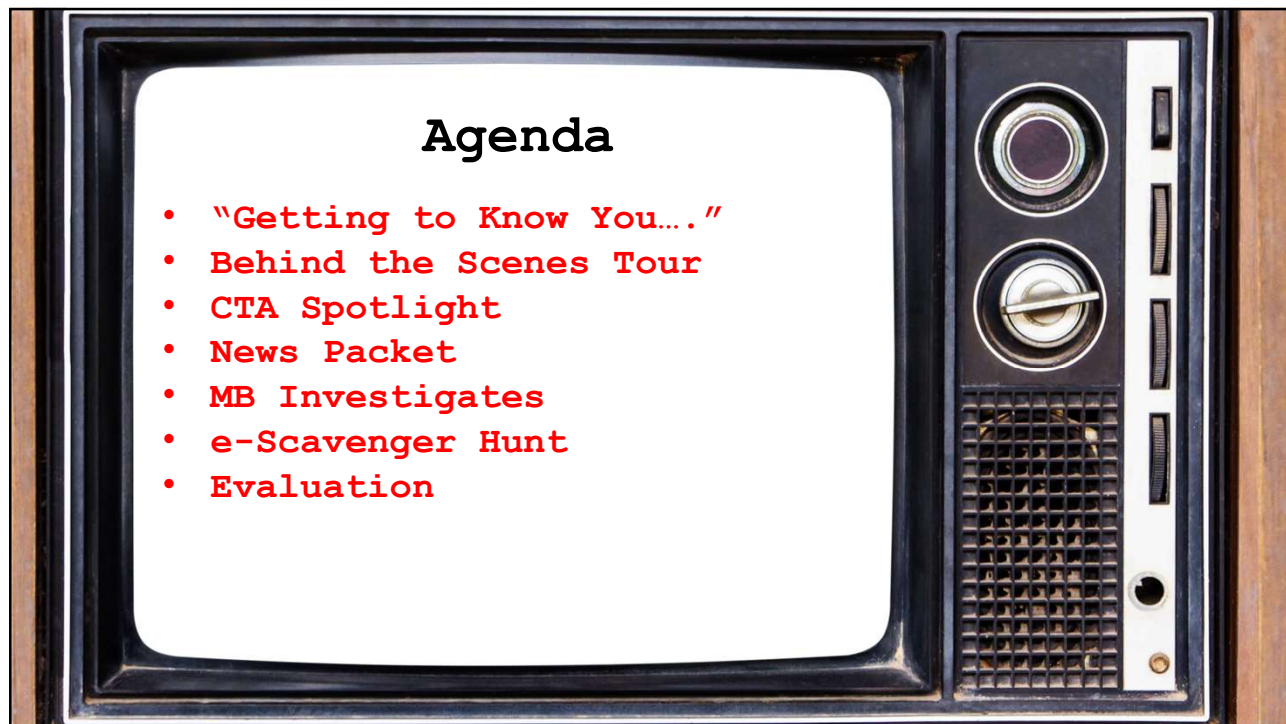 Agenda
• “Getting to Know You….”
• Behind the Scenes Tour
• CTA Spotlight
• News Packet
• MB Investigates
• e-Scavenger Hunt
• Evaluation